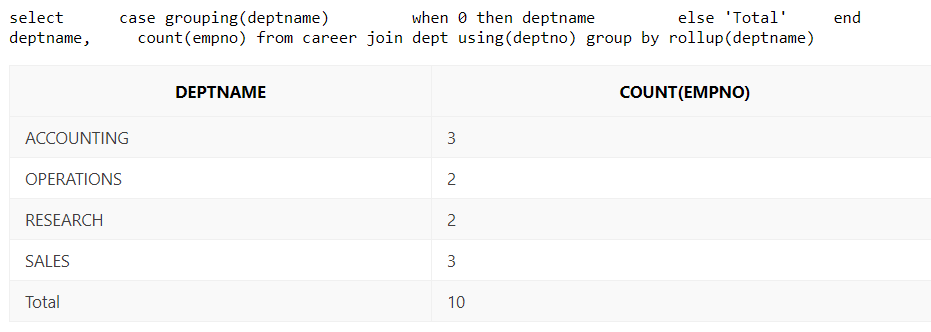 select      case grouping(deptname)         when 0 then deptname         else 'Total'     end
deptname,     count(empno) from career join dept using(deptno) group by rollup(deptname)
DEPTNAME COUNT(EMPNO)
ACCOUNTING 3
OPERATIONS 2
RESEARCH 2
SALES 3
Total 10